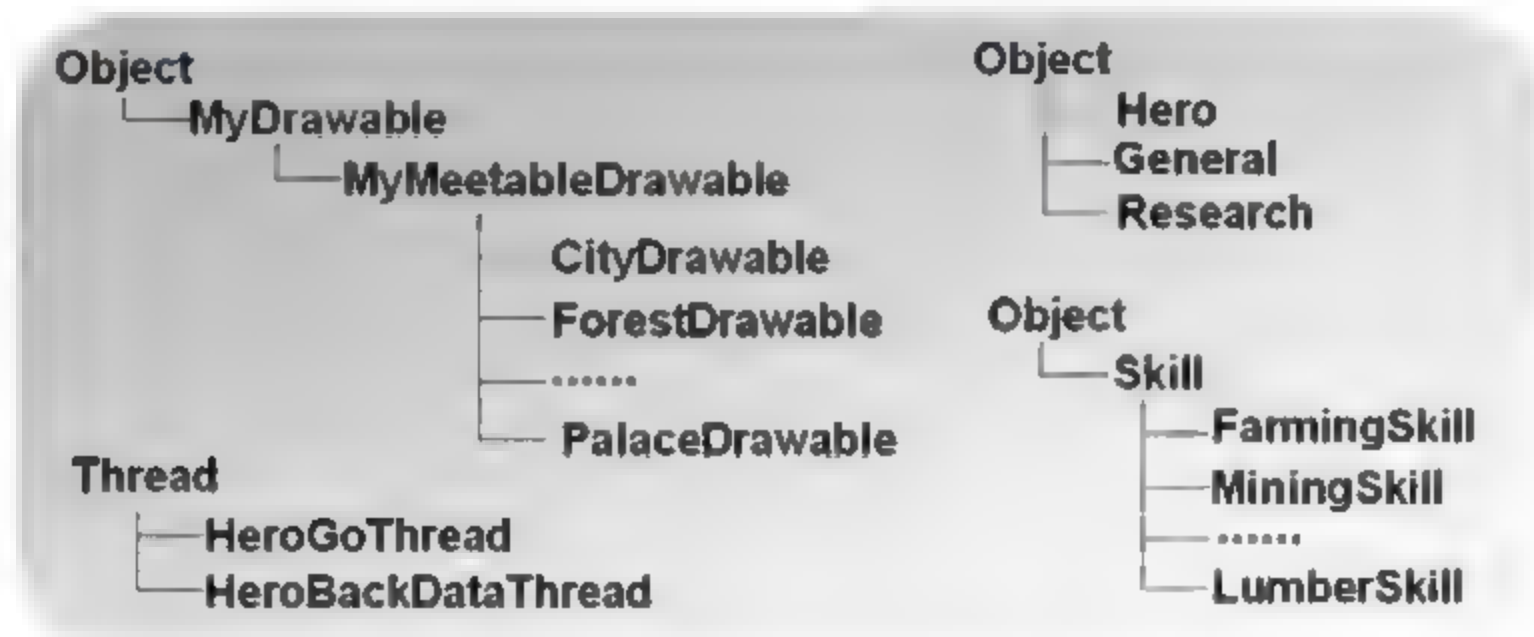 Object
MyDrawable
MyMeetableDrawable
CityDrawable
ForestDrawable
......
PalaceDrawable
Thread
HeroGoThread
HeroBackDataThread
Object
Hero
General
Research
Object
Skill
FarmingSkill
MiningSkill
......
LumberSkill